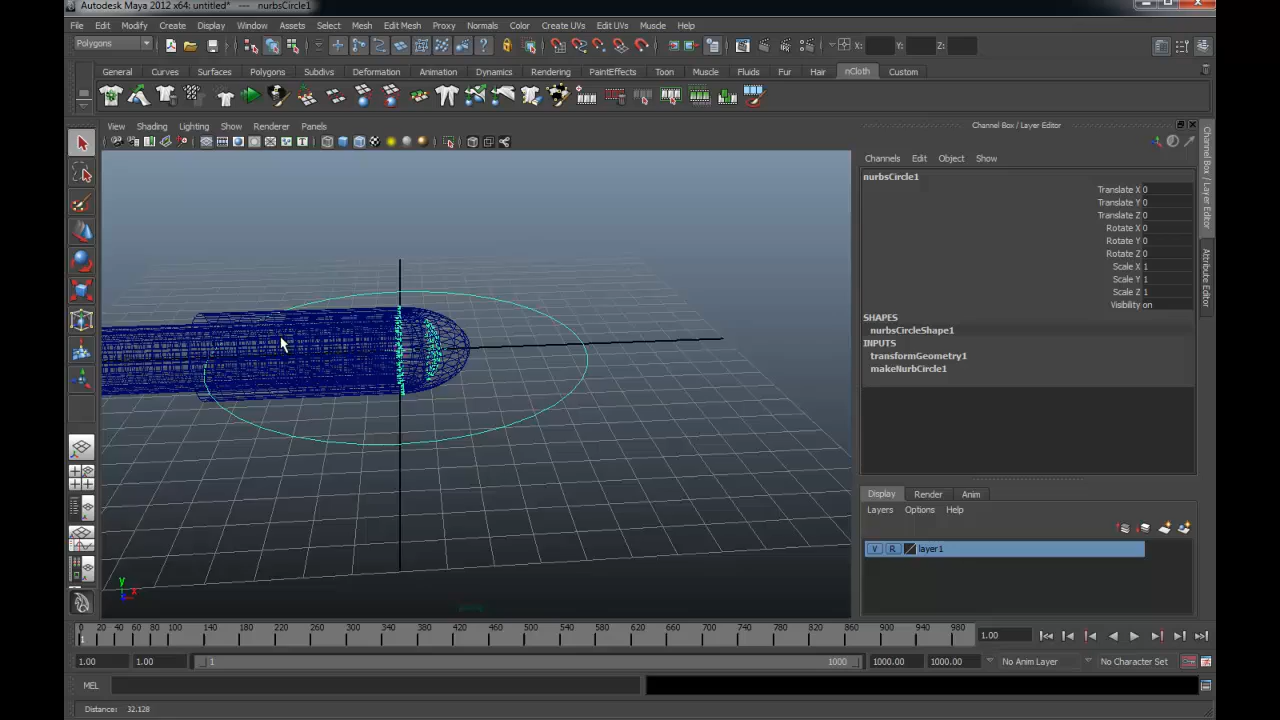 Autodesk Maya 2012 x64: untitled* --- nurbsCircle1
File Edit Modify Create Display Window Assets Select Mesh Edit Mesh Proxy Normals Color Create UVs Edit UVs Muscle Help
Polygons X: Y: Z:
General Curves Surfaces Polygons Subdivs Deformation Animation Dynamics Rendering PaintEffects Toon Muscle Fluids Fur Hair nCloth Custom
Channel Box / Layer Editor
View Shading Lighting Show Renderer Panels
Channels Edit Object Show
nurbsCircle1
Translate X 0
Translate Y 0
Translate Z 0
Rotate X 0
Rotate Y 0
Rotate Z 0
Scale X 1
Scale Y 1
Scale Z 1
Visibility on
SHAPES
nurbsCircleShape1
INPUTS
transformGeometry1
makeNurbCircle1
Channel Box / Layer Editor
Attribute Editor
Display Render Anim
Layers Options Help
V R layer1
y
x
0 20 40 60 80 100 140 180 220 260 300 340 380 420 460 500 540 580 620 660 700 740 780 820 860 900 940 980
1.00
1.00 1.00 1 1000 1000.00 1000.00 No Anim Layer No Character Set
MEL
Distance: 32.128